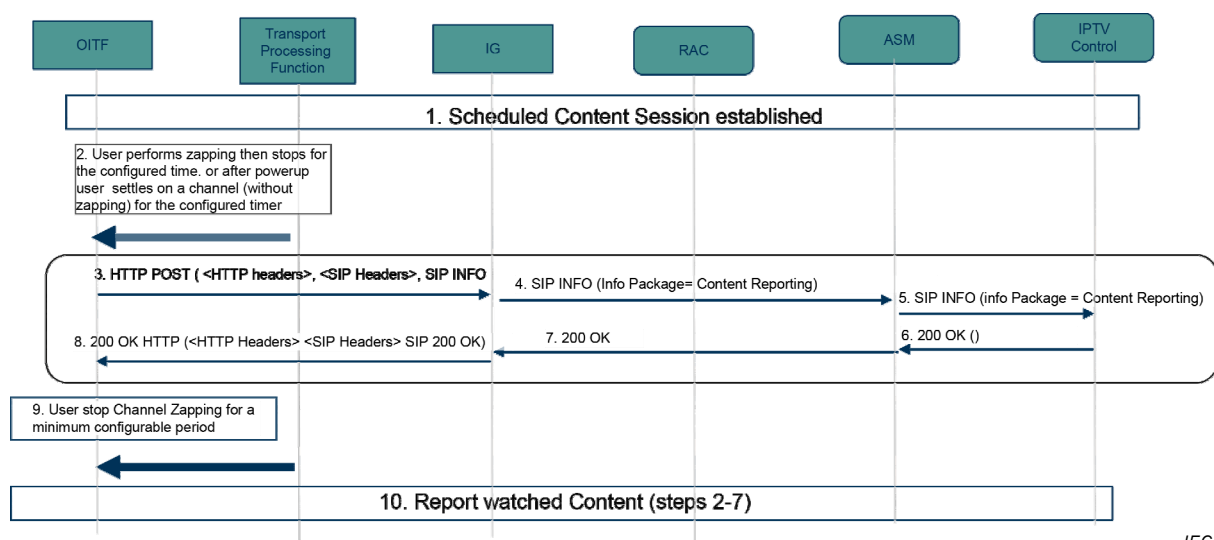 OITF
Transport
Processing
Function
IG
RAC
ASM
IPTV
Control
1. Scheduled Content Session established
2. User performs zapping then stops for
the configured time. or after powerup
user settles on a channel (without
zapping) for the configured timer
3. HTTP POST ( <HTTP headers>, <SIP Headers>, SIP INFO
4. SIP INFO (Info Package= Content Reporting)
5. SIP INFO (info Package = Content Reporting)
6. 200 OK ()
7. 200 OK
8. 200 OK HTTP (<HTTP Headers> <SIP Headers> SIP 200 OK)
9. User stop Channel Zapping for a
minimum configurable period
10. Report watched Content (steps 2-7)